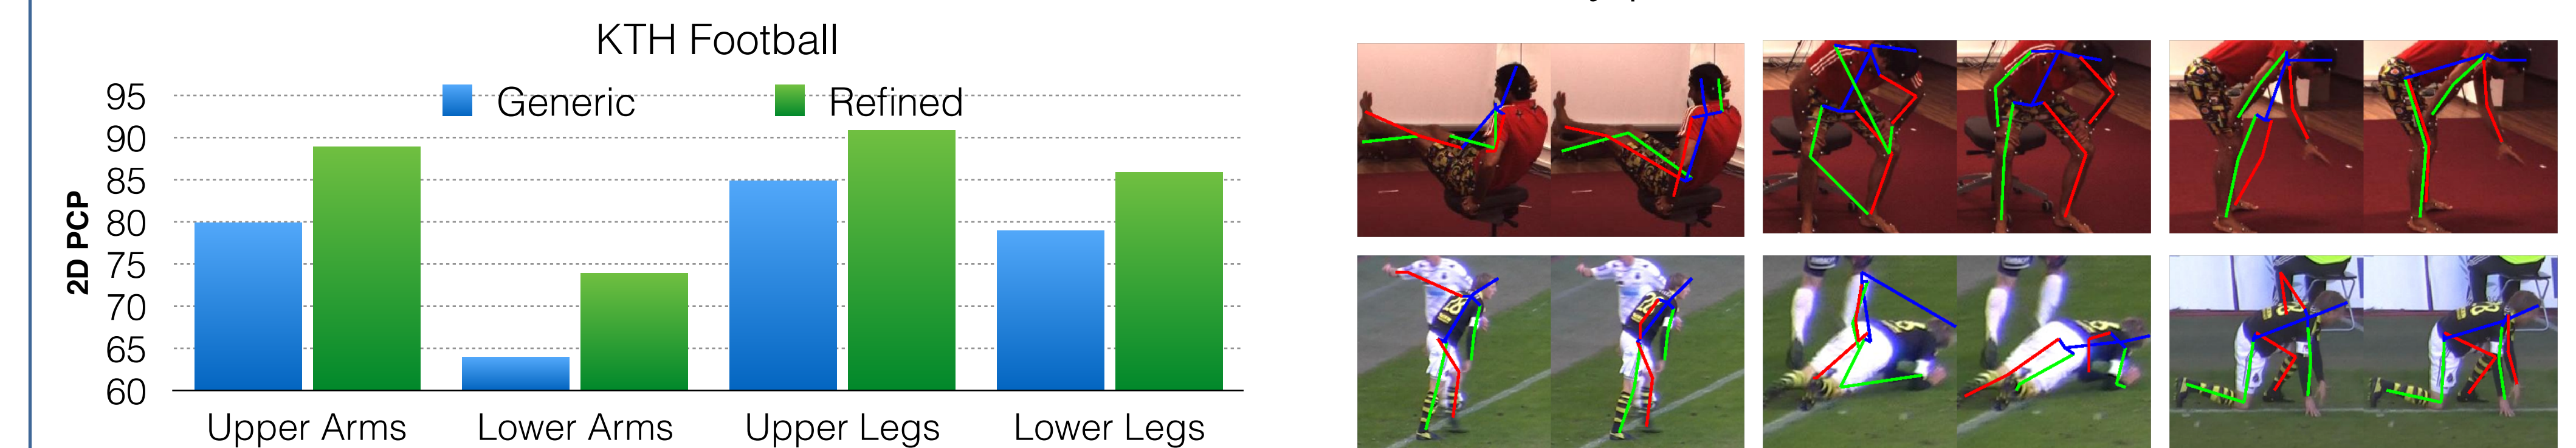 KTH Football
Generic Refined
95
90
85
80
75
70
65
60
2D PCP
Upper Arms Lower Arms Upper Legs Lower Legs